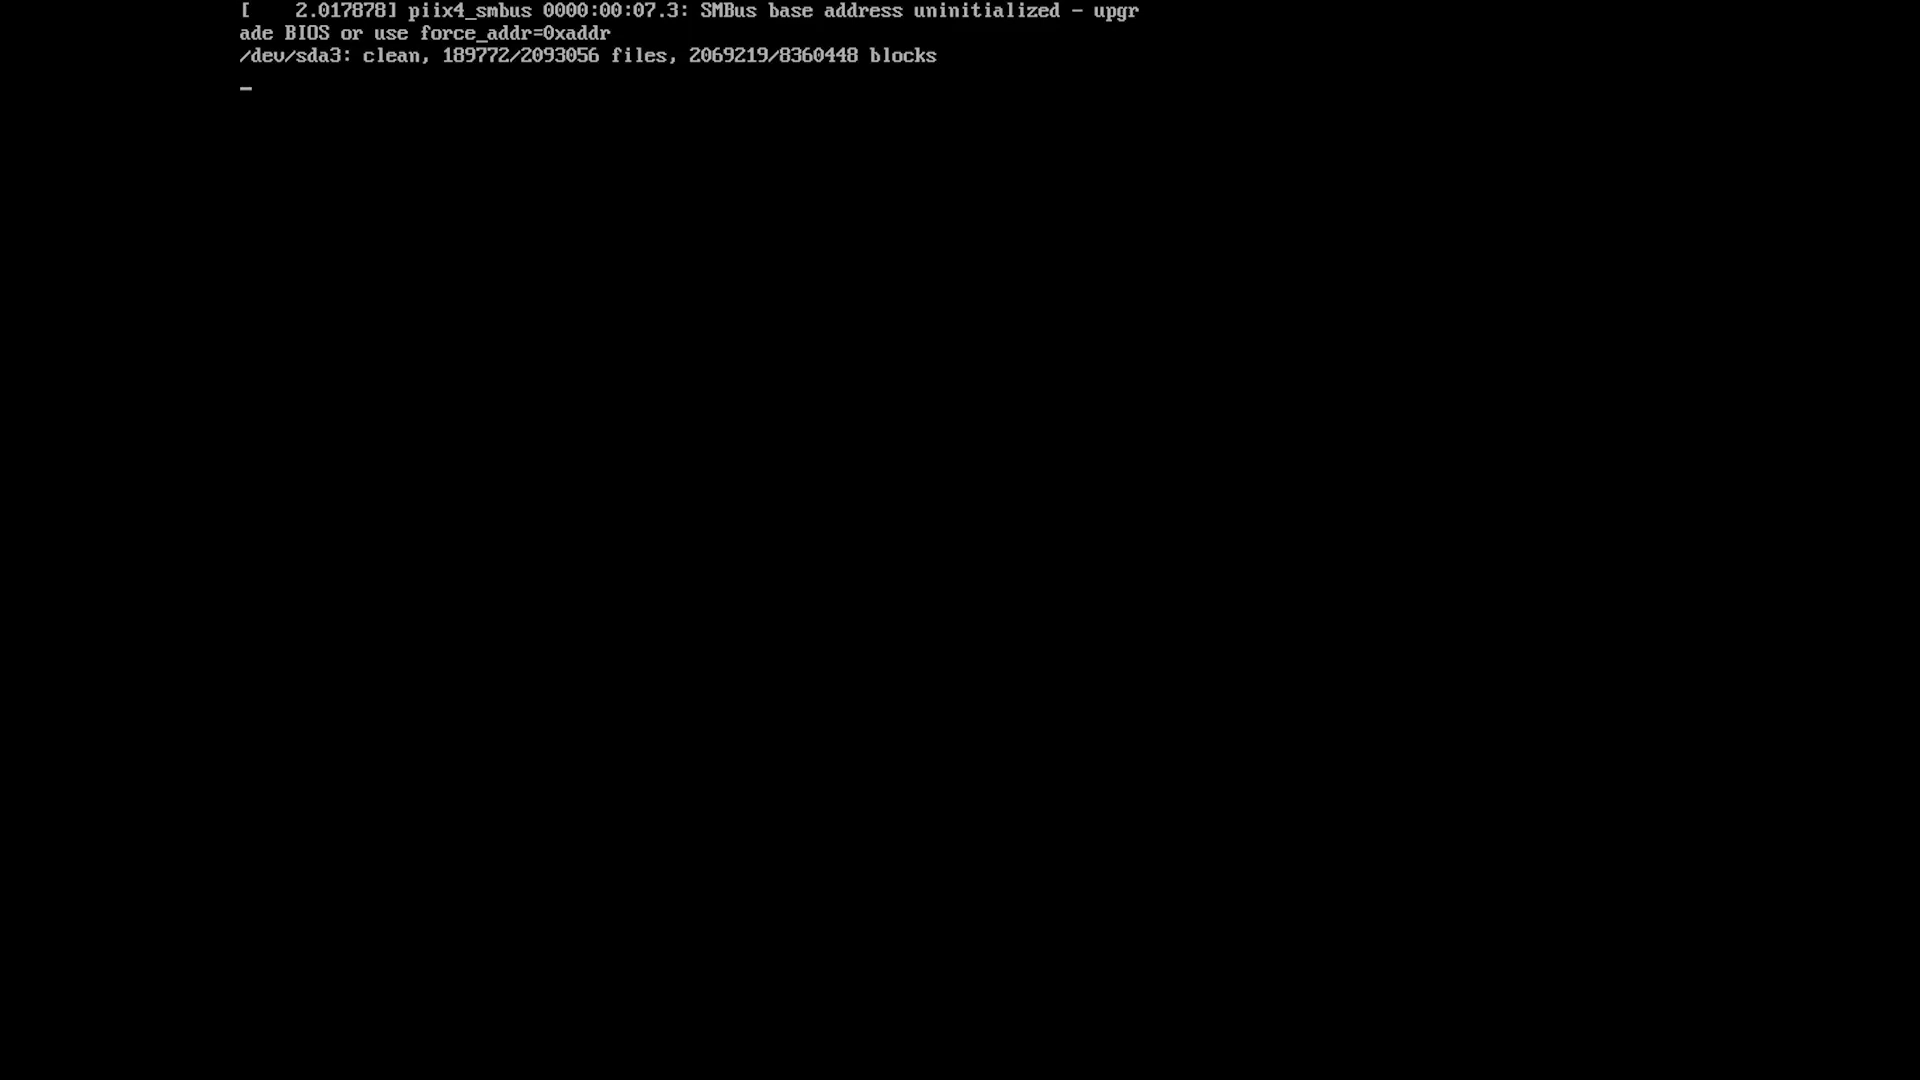 [    2.017878] piix4_smbus 0000:00:07.3: SMBus base address uninitialized - upgr
ade BIOS or use force_addr=0xaddr
/dev/sda3: clean, 189772/2093056 files, 2069219/8360448 blocks
_